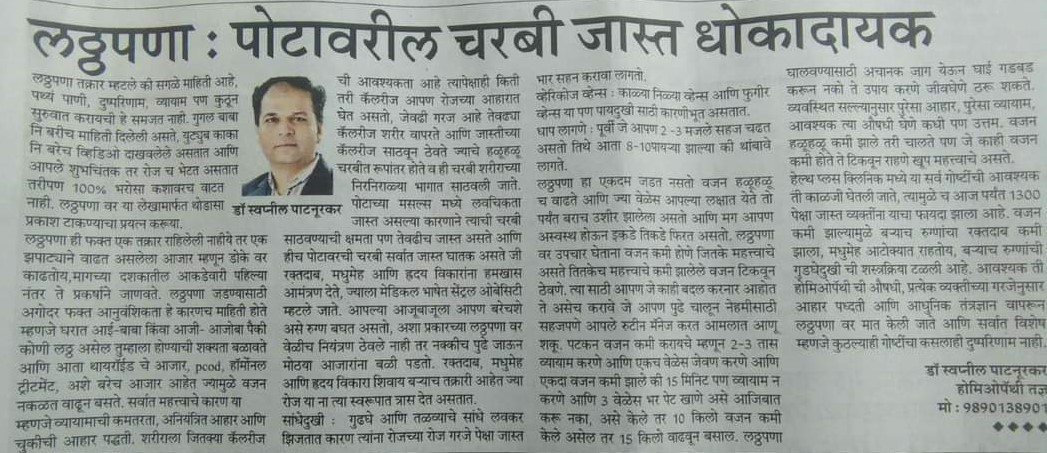 लठ्ठपणा : पोटावरील चरबी जास्त धोकादायक
लठ्ठपणा तक्रार म्हटले की सगळे माहिती आहे,
पथ्यं पाणी, दुष्परिणाम, व्यायाम पण कुठून
सुरुवात करायची हे समजत नाही. गुगल बाबा
नि बरीच माहिती दिलेली असते, युट्युब काका
नि बरेच व्हिडिओ दाखवलेले असतात आणि
आपले शुभचिंतक तर रोज च भेटत असतात
तरीपण 100% भरोसा कशावरच वाटत
नाही. लठ्ठपणा वर या लेखामार्फत थोडासा
प्रकाश टाकण्याचा प्रयत्न करूया.
लठ्ठपणा ही फक्त एक तक्रार राहिलेली नाहीये तर एक
झपाट्याने वाढत असलेला आजार म्हणून डोके वर
काढतोय,मागच्या दशकातील आकडेवारी पहिल्या
नंतर ते प्रकर्षाने जाणवते. लठ्ठपणा जडण्यासाठी
अगोदर फक्त आनुवंशिकता हे कारणच माहिती होते
म्हणजे घरात आई-बाबा किंवा आजी- आजोबा पैकी
कोणी लठ्ठ असेल तुम्हाला होण्याची शक्यता बळावते
आणि आता थायरॉईड चे आजार, pcod, हॉर्मोनल
ट्रीटमेंट, अशे बरेच आजार आहेत ज्यामुळे वजन
नकळत वाढून बसते. सर्वात महत्त्वाचे कारण या
म्हणजे व्यायामाची कमतरता, अनियंत्रित आहार आणि
चुकीची आहार पद्धती. शरीराला जितक्या कॅलरीज
डॉ स्वप्नील पाटनूरकर
ची आवश्यकता आहे त्यापेक्षाही किती
तरी कॅलरीज आपण रोजच्या आहारात
घेत असतो, जेवढी गरज आहे तेवढ्या
कॅलरीज शरीर वापरते आणि जास्तीच्या
कॅलरीज साठवून ठेवते ज्याचे हळूहळू
चरबीत रूपांतर होते व ही चरबी शरीराच्या
निरनिराळ्या भागात साठवली जाते.
पोटाच्या मसल्स मध्ये लवचिकता
जास्त असल्या कारणाने त्याची चरबी
साठवण्याची क्षमता पण तेवढीच जास्त असते आणि
हीच पोटावरची चरबी सर्वात जास्त घातक असते जी
रक्तदाब, मधुमेह आणि ह्रदय विकारांना हमखास
आमंत्रण देते, ज्याला मेडिकल भाषेत सेंट्रल ओबेसिटी
म्हटले जाते. आपल्या आजूबाजूला आपण बरेचशे
असे रुग्ण बघत असतो, अशा प्रकारच्या लठ्ठपणा वर
वेळीच नियंत्रण ठेवले नाही तर नक्कीच पुढे जाऊन
मोठया आजारांना बळी पडतो. रक्तदाब, मधुमेह
आणि ह्रदय विकारा शिवाय बऱ्याच तक्रारी आहेत ज्या
रोज या ना त्या स्वरूपात त्रास देत असतात.
सांधेदुखी : गुढघे आणि तळव्याचे सांधे लवकर
झिजतात कारण त्यांना रोजच्या रोज गरजे पेक्षा जास्त
भार सहन करावा लागतो.
व्हेरिकोज व्हेन्स : काळ्या निळ्या व्हेन्स आणि फुगीर
व्हेन्स या पण पायदुखी साठी कारणीभूत असतात.
धाप लागणे : पूर्वी जे आपण 2 -3 मजले सहज चढत
असतो तिथे आता 8-10पायऱ्या झाल्या की थांबावे
लागते.
लठ्ठपणा हा एकदम जडत नसतो वजन हळूहळू
च वाढते आणि ज्या वेळेस आपल्या लक्षात येते तो
पर्यंत बराच उशीर झालेला असतो आणि मग आपण
अस्वस्थ होऊन इकडे तिकडे फिरत असतो. लठ्ठपणा
वर उपचार घेताना वजन कमी होणे जितके महत्त्वाचे
असते तितकेच महत्त्वाचे कमी झालेले वजन टिकवून
ठेवणे. त्या साठी आपण जे काही बदल करनार आहोत
ते असेच करावे जे आपण पुढे चालून नेहमीसाठी
सहजपणे आपले रुटीन मॅनेज करत आमलात आणू
शकू. पटकन वजन कमी करायचे म्हणून 2-3 तास
व्यायाम करणे आणि एकच वेळेस जेवण करणे आणि
एकदा वजन कमी झाले की 15 मिनिट पण व्यायाम न
करणे आणि 3 वेळेस भर पेट खाणे असे आजिबात
करू नका, असे केले तर 10 किलो वजन कमी
केले असेल तर 15 किलो वाढवून बसाल. लठ्ठपणा
घालवण्यासाठी अचानक जाग येऊन घाई गडबड
करून नको ते उपाय करणे जीवघेणे ठरू शकते.
व्यवस्थित सल्ल्यानुसार पुरेसा आहार, पुरेसा व्यायाम,
आवश्यक त्या औषधी घेणे कधी पण उत्तम. वजन
हळूहळू कमी झाले तरी चालते पण जे काही वजन
कमी होते ते टिकवून राहणे खूप महत्त्वाचे असते.
हेल्थ प्लस क्लिनिक मध्ये या सर्व गोष्टींची आवश्यक
ती काळजी घेतली जाते, त्यामुळे च आज पर्यंत 1300
पेक्षा जास्त व्यक्तींना याचा फायदा झाला आहे. वजन
कमी झाल्यामुळे बऱ्याच रुग्णांचा रक्तदाब कमी
झाला, मधुमेह आटोक्यात राहतोय, बऱ्याच रुग्णांची
गुडघेदुखी ची शस्त्रक्रिया टळली आहे. आवश्यक ती
होमिओपॅथी ची औषधी, प्रत्येक व्यक्तीच्या गरजेनुसार
आहार पध्दती आणि आधुनिक तंत्रज्ञान वापरून
लठ्ठपणा वर मात केली जाते आणि सर्वात विशेष
म्हणजे कुठल्याही गोष्टींचा कसलाही दुष्परिणाम नाही.
डॉ स्वप्नील पाटनूरकर
होमिओपॅथी तज्ञ
मो : 9890138901